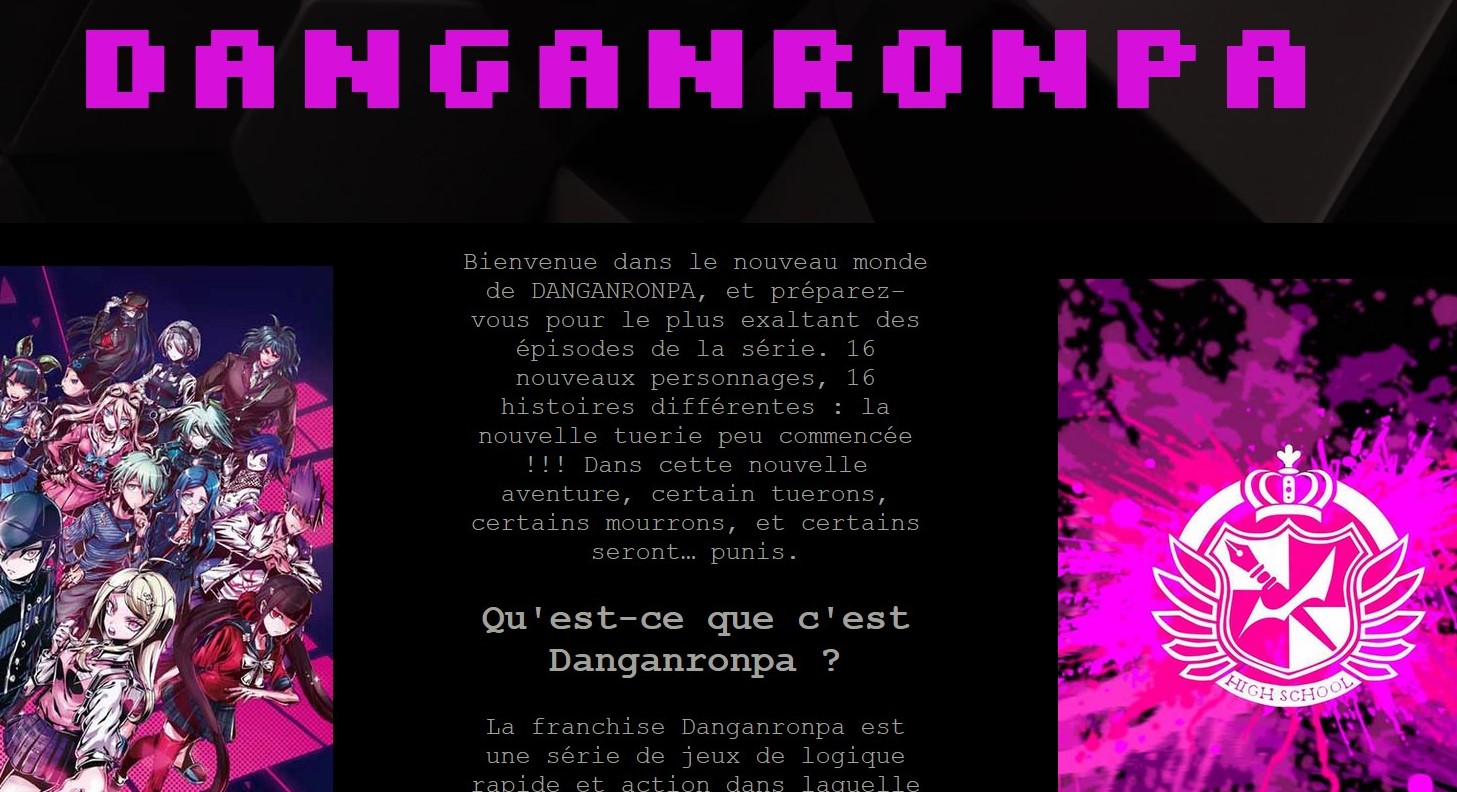 DANGANRONPA
Bienvenue dans le nouveau monde
de DANGANRONPA, et préparez-
vous pour le plus exaltant des
épisodes de la série. 16
nouveaux personnages, 16
histoires différentes : la
nouvelle tuerie peu commencée
!!! Dans cette nouvelle
aventure, certain tuerons,
certains mourrons, et certains
seront… punis.
Qu'est-ce que c'est
Danganronpa ?
La franchise Danganronpa est
une série de jeux de logique
rapide et action dans laquelle
HIGH SCHOOL